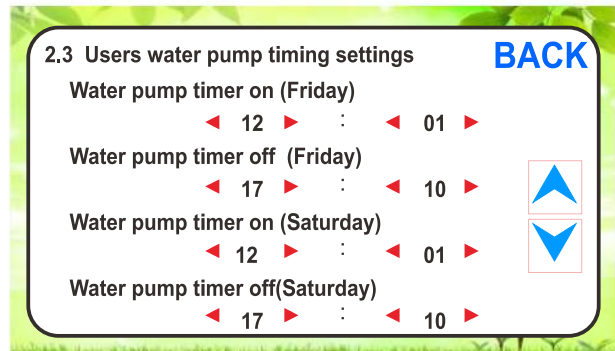 2.3 Users water pump timing settings BACK
Water pump timer on (Friday)
12 : 01
Water pump timer off (Friday)
17 : 10
Water pump timer on (Saturday)
12 : 01
Water pump timer off(Saturday)
17 : 10